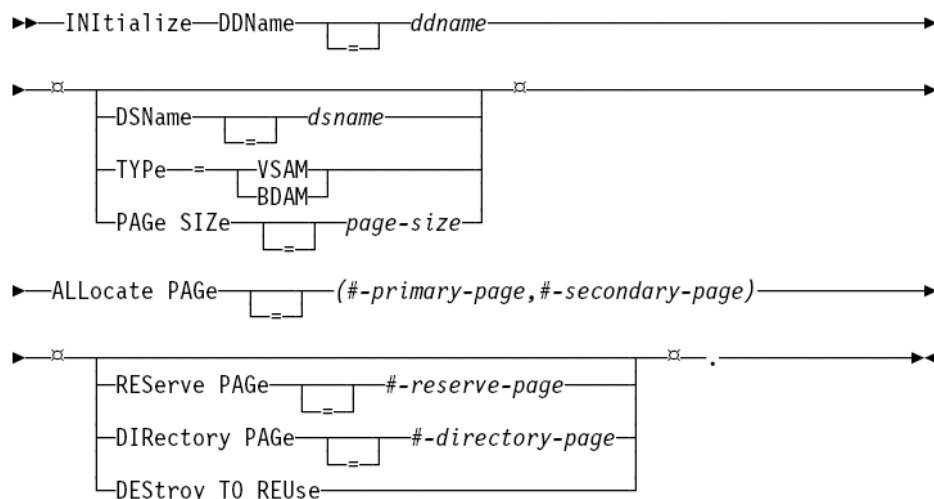 INItialize DDName = ddname
DSName = dsname
TYPe = VSAM
BDAM
PAGe SIZe = page-size
ALLocate PAGe = (#-primary-page,#-secondary-page)
REServe PAGe = #-reserve-page .
DIRectory PAGe = #-directory-page
DEStroy TO REUse